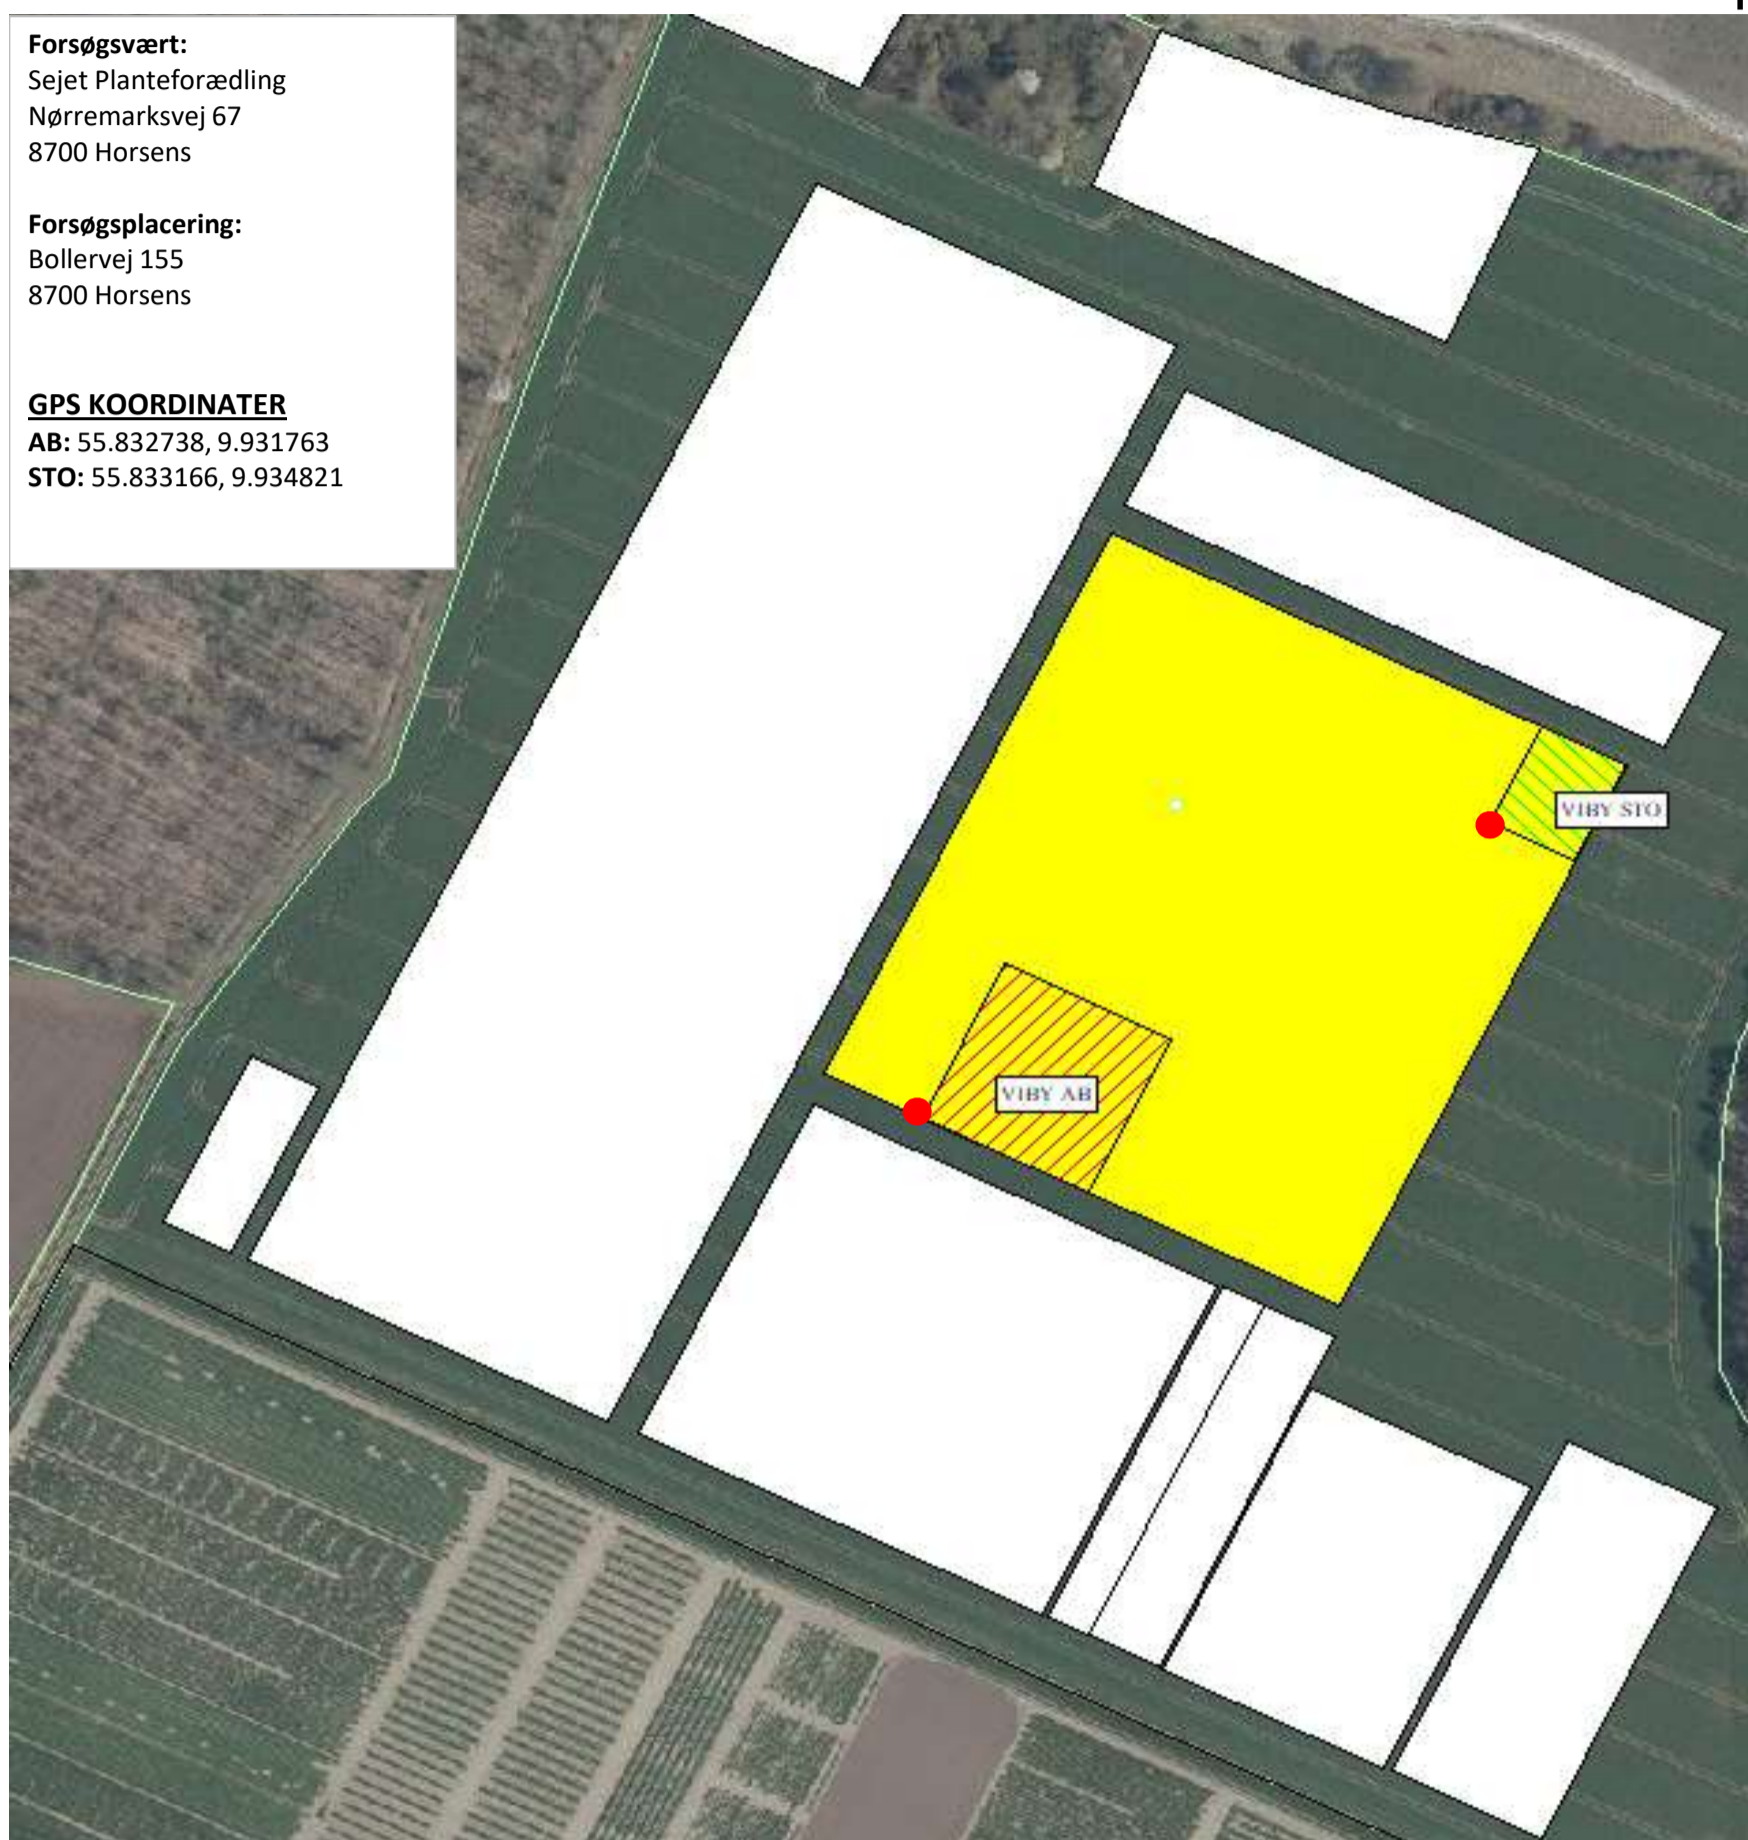 Forsøgsvært:
Sejet Planteforædling
Nørremarksvej 67
8700 Horsens
Forsøgsplacering:
Bollervej 155
8700 Horsens
GPS KOORDINATER
AB: 55.832738, 9.931763
STO: 55.833166, 9.934821
VIBY STO
VIBY AB